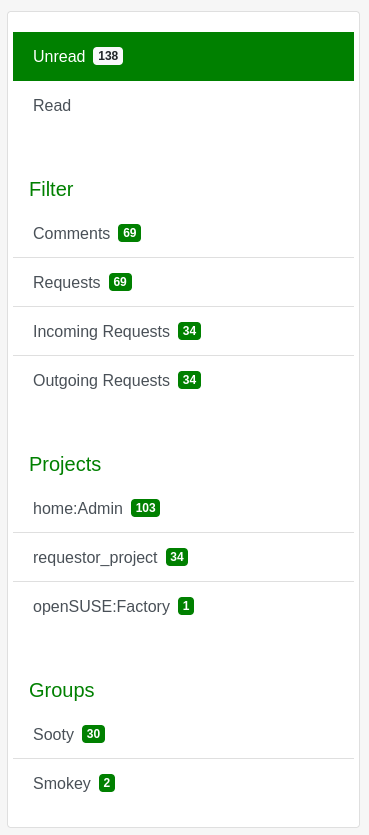 Unread 138
Read
Filter
Comments 69
Requests 69
Incoming Requests 34
Outgoing Requests 34
Projects
home:Admin 103
requestor_project 34
openSUSE:Factory 1
Groups
Sooty 30
Smokey 2